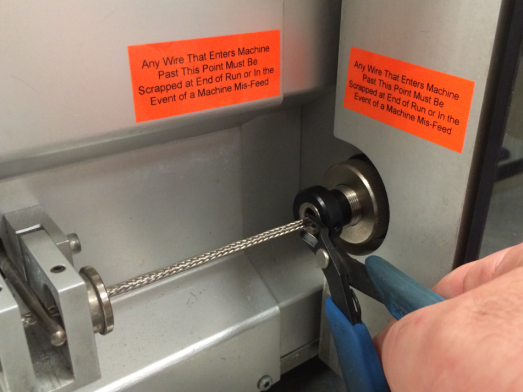 Any Wire That Enters Machine
Past This Point Must Be
Scrapped at End of Run or In the
Event of a Machine Mis-Feed
Any Wire That Enters Machine
Past This Point Must Be
Scrapped at End of Run or In the
Event of a Machine Mis-Feed